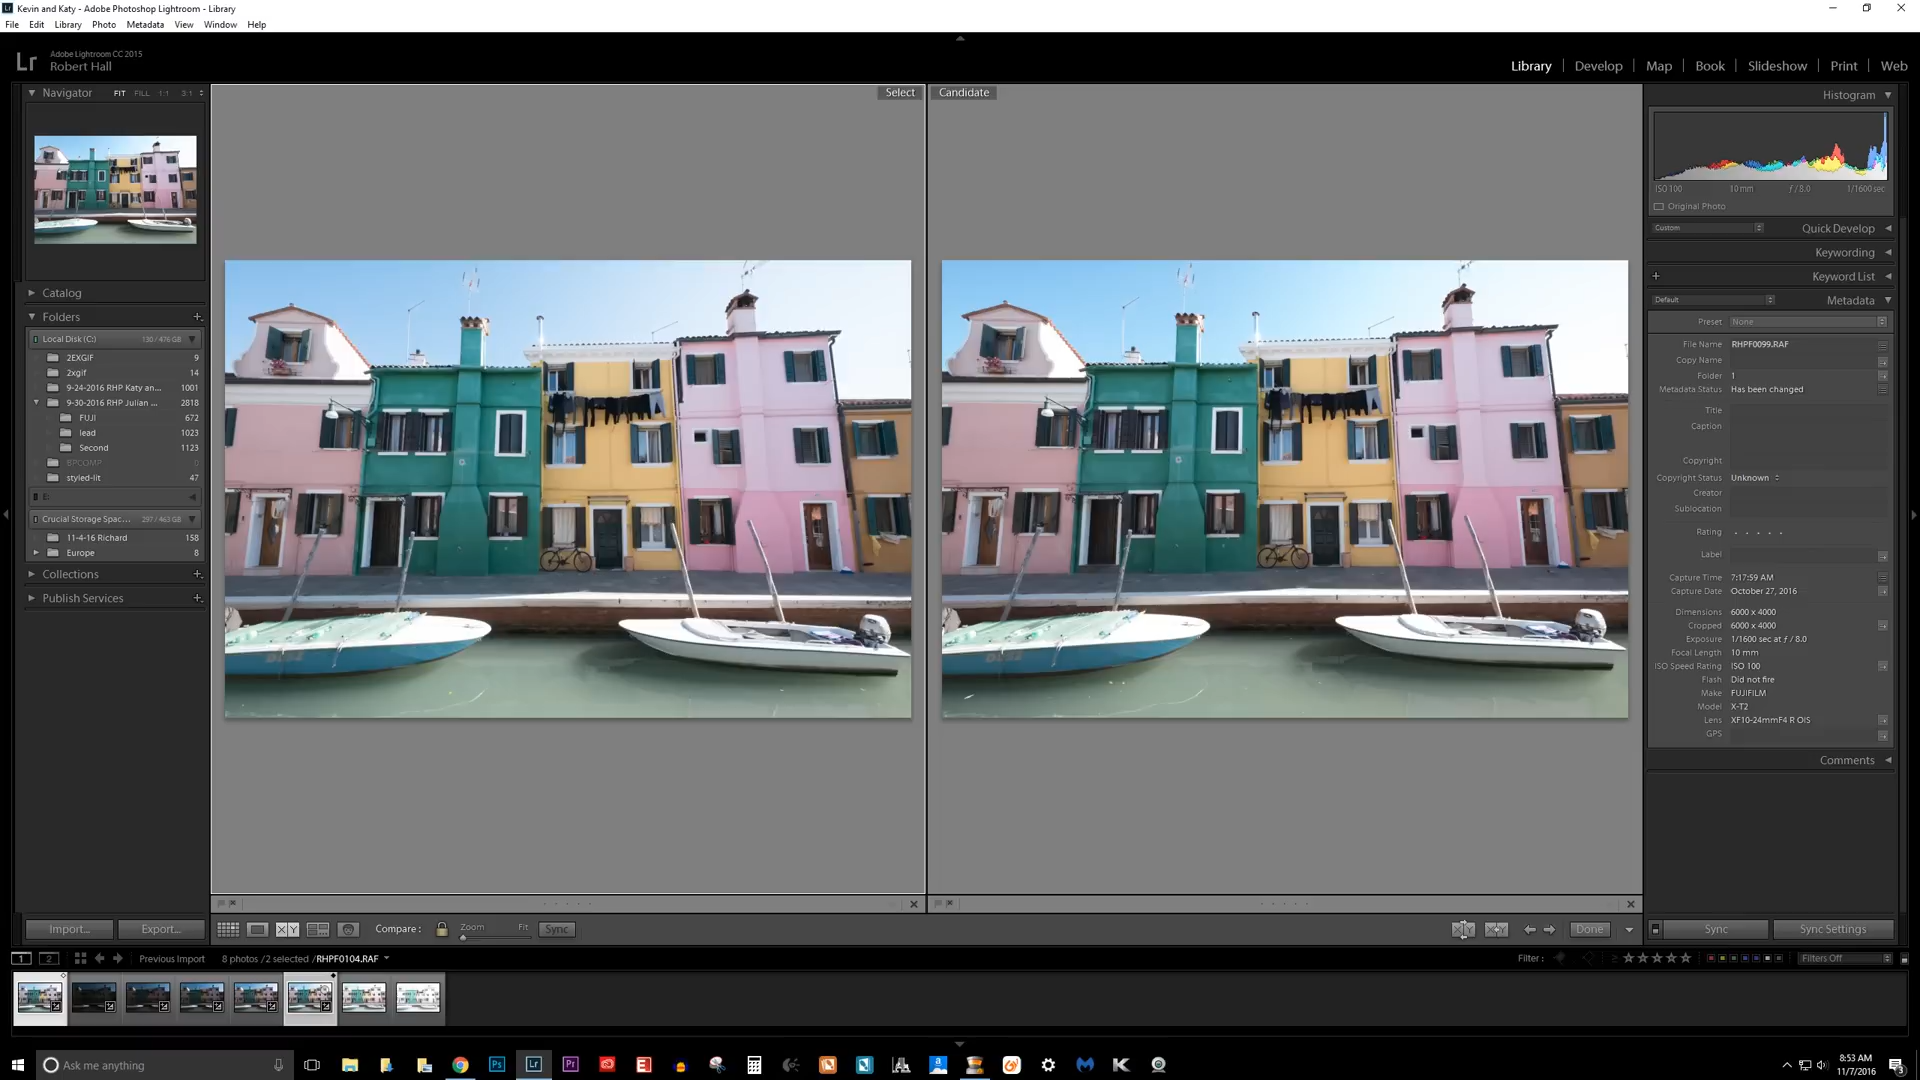 Kevin and Katy - Adobe Photoshop Lightroom - Library
File Edit Library Photo Metadata View Window Help
Lr
Adobe Lightroom CC 2015
Robert Hall
Library Develop Map Book Slideshow Print Web
Navigator FIT FILL 1:1 3:1
Select
Candidate
Histogram
ISO 100 10 mm ƒ / 8.0 1/1600 sec
Original Photo
Custom Quick Develop
Keywording
Keyword List
Default Metadata
Catalog
Folders
Local Disk (C:) 130 / 476 GB
2EXGIF 9
2xgif 14
9-24-2016 RHP Katy an... 1001
9-30-2016 RHP Julian ... 2818
FUJI 672
lead 1023
Second 1123
BPCOMP 0
styled-lit 47
E:
Crucial Storage Spac... 297 / 463 GB
11-4-16 Richard 158
Europe 8
Collections
Publish Services
Preset None
File Name RHPF0099.RAF
Copy Name
Folder 1
Metadata Status Has been changed
Title
Caption
Copyright
Copyright Status Unknown
Creator
Sublocation
Rating
Label
Capture Time 7:17:59 AM
Capture Date October 27, 2016
Dimensions 6000 x 4000
Cropped 6000 x 4000
Exposure 1/1600 sec at ƒ / 8.0
Focal Length 10 mm
ISO Speed Rating ISO 100
Flash Did not fire
Make FUJIFILM
Model X-T2
Lens XF10-24mmF4 R OIS
GPS
Comments
Import... Export...
XY Compare : Zoom Fit Sync
Done
Sync Sync Settings
1 2 Previous Import 8 photos /2 selected /RHPF0104.RAF
Filter : Filters Off
Ask me anything
Ps Lr Pr
8:53 AM
11/7/2016
3